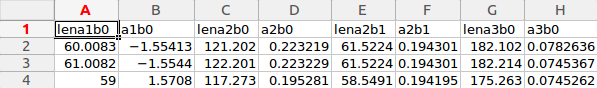 A B C D E F G H
1 lena1b0 a1b0 lena2b0 a2b0 lena2b1 a2b1 lena3b0 a3b0
2 60.0083 −1.55413 121.202 0.223219 61.5224 0.194301 182.102 0.0782636
3 61.0082 −1.5544 122.201 0.223229 61.5224 0.194301 182.214 0.0745367
4 59 1.5708 117.273 0.195281 58.5491 0.194195 175.263 0.0745262